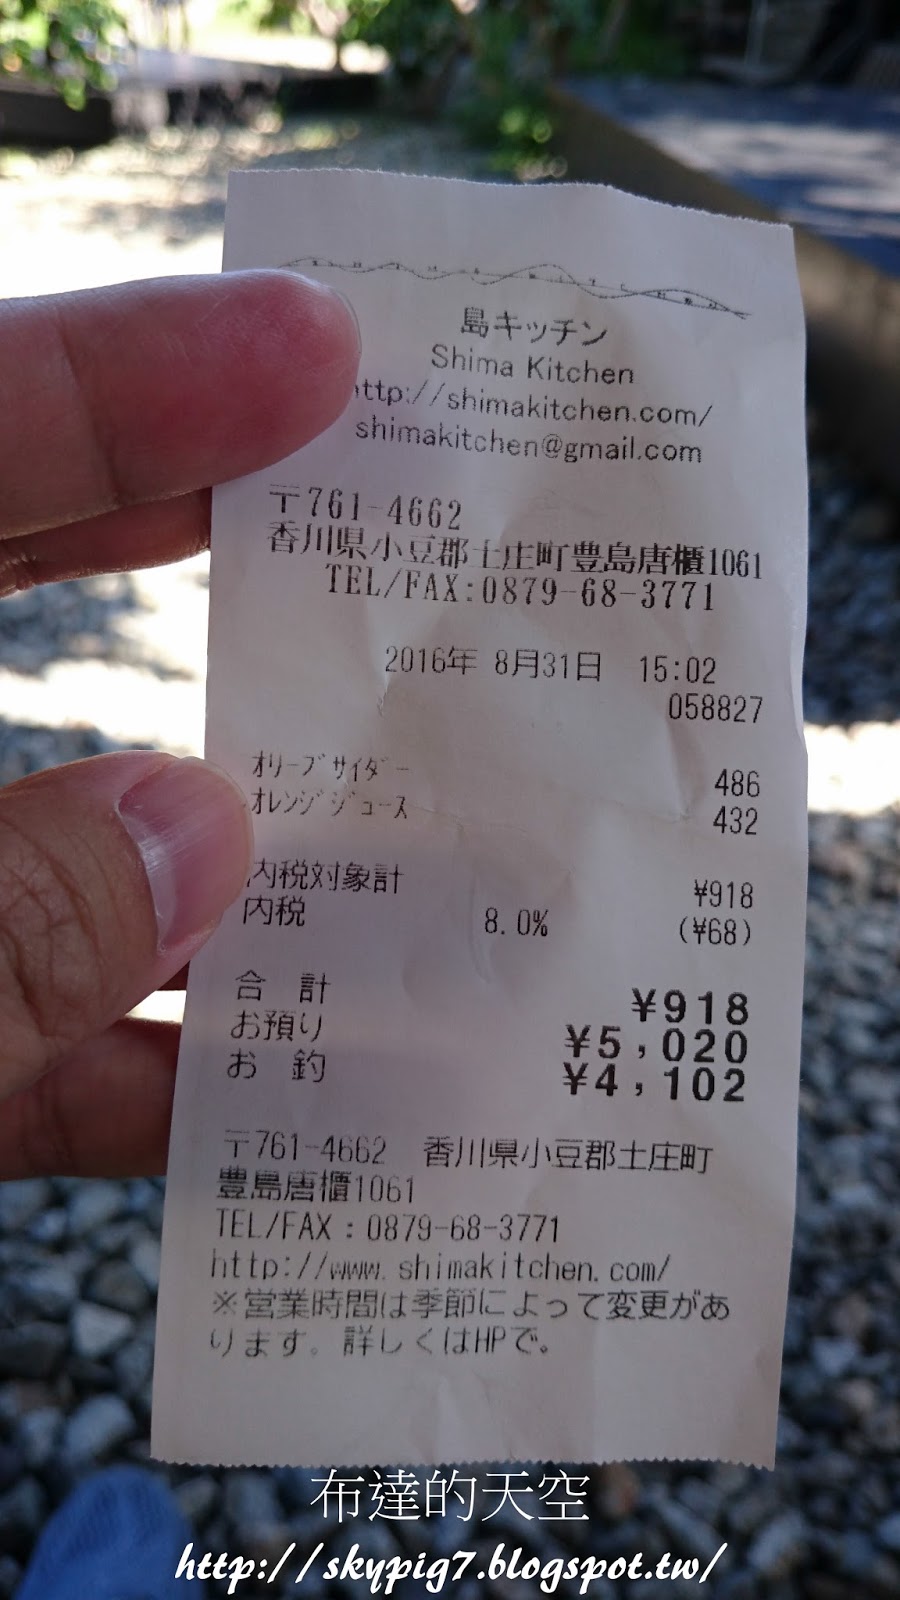 島キッチン
Shima Kitchen
http://shimakitchen.com/
shimakitchen@gmail.com
〒761-4662
香川県小豆郡土庄町豊島唐櫃1061
TEL/FAX:0879-68-3771
2016年 8月31日 15:02
058827
ｵﾘｰﾌﾞｻｲﾀﾞｰ 486
ｵﾚﾝｼﾞｼﾞｭｰｽ 432
内税対象計 ¥918
内税 8.0% (¥68)
合 計 ¥918
お預り ¥5,020
お 釣 ¥4,102
〒761-4662 香川県小豆郡土庄町
豊島唐櫃1061
TEL/FAX : 0879-68-3771
http://www.shimakitchen.com/
※営業時間は季節によって変更があ
ります。詳しくはHPで。
布達的天空
http://skypig7.blogspot.tw/